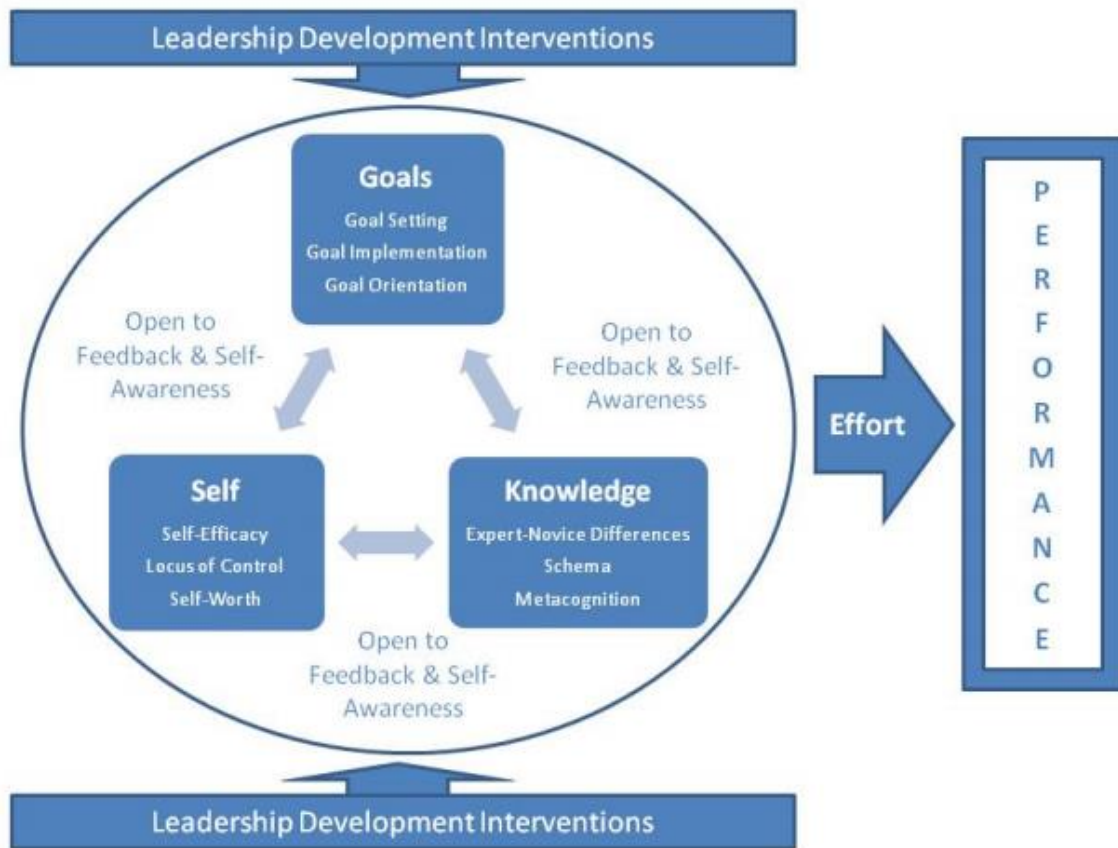 Leadership Development Interventions
Goals
Goal Setting
Goal Implementation
Goal Orientation
Open to
Feedback & Self-
Awareness
Open to
Feedback & Self-
Awareness
Self
Self-Efficacy
Locus of Control
Self-Worth
Knowledge
Expert-Novice Differences
Schema
Metacognition
Open to
Feedback & Self-
Awareness
Effort
PERFORMANCE
Leadership Development Interventions